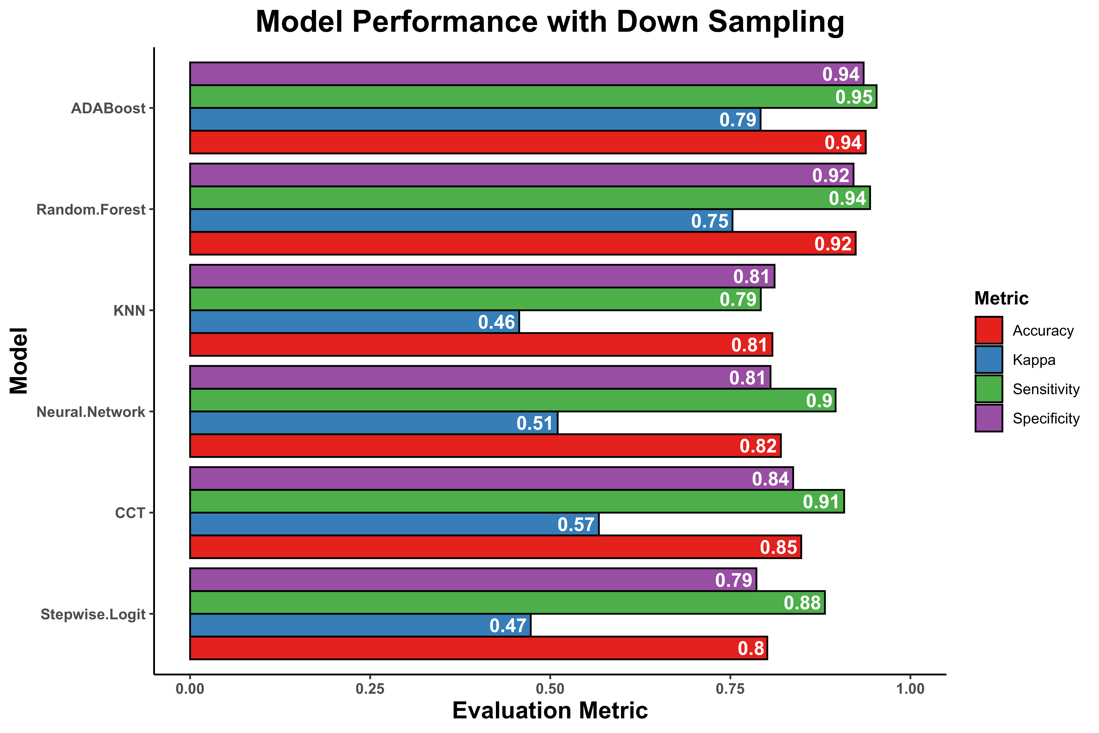 Model Performance with Down Sampling
Model
ADABoost
0.94
0.95
0.79
0.94
Random.Forest
0.92
0.94
0.75
0.92
KNN
0.81
0.79
0.46
0.81
Neural.Network
0.81
0.9
0.51
0.82
CCT
0.84
0.91
0.57
0.85
Stepwise.Logit
0.79
0.88
0.47
0.8
0.00 0.25 0.50 0.75 1.00
Evaluation Metric
Metric
Accuracy
Kappa
Sensitivity
Specificity